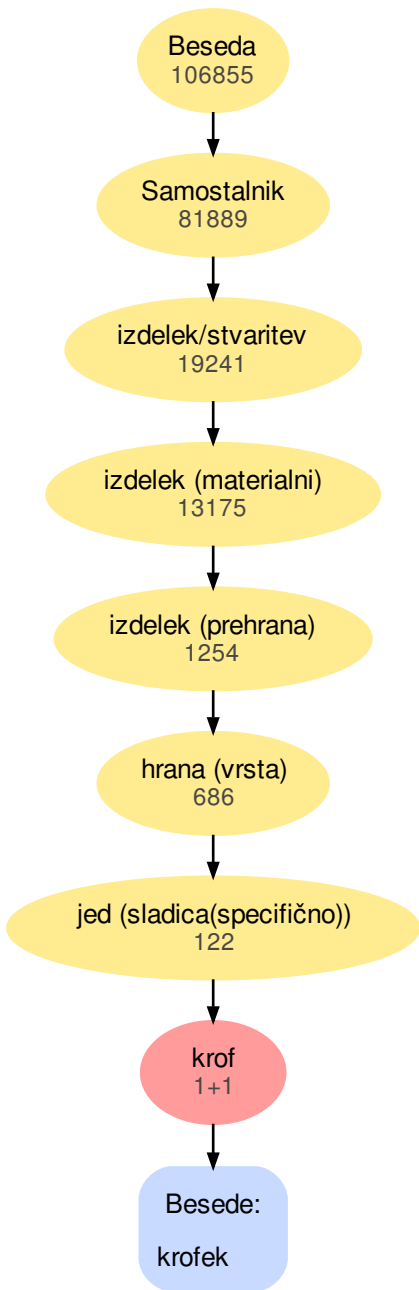 Beseda
106855
Samostalnik
81889
izdelek/stvaritev
19241
izdelek (materialni)
13175
izdelek (prehrana)
1254
hrana (vrsta)
686
jed (sladica(specifično))
122
krof
1+1
Besede:
krofek